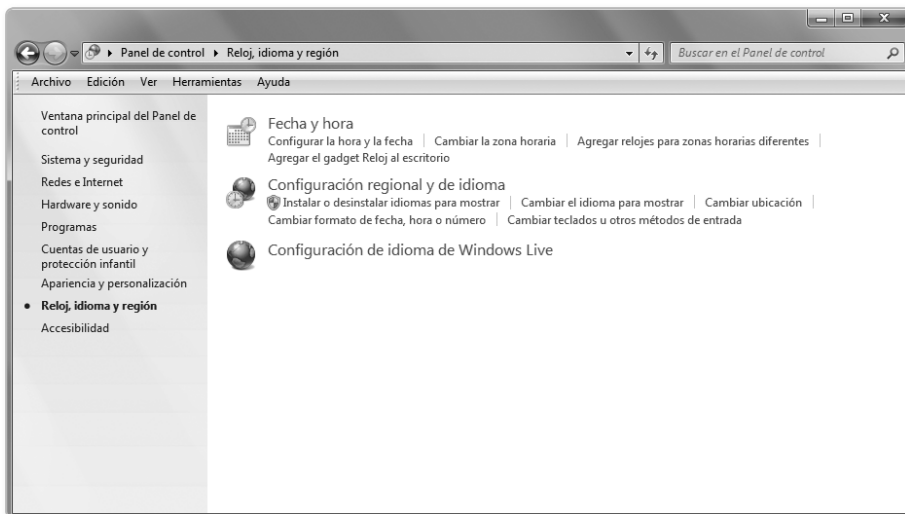 Panel de control ▸ Reloj, idioma y región
Buscar en el Panel de control
Archivo Edición Ver Herramientas Ayuda
Ventana principal del Panel de
control
Sistema y seguridad
Redes e Internet
Hardware y sonido
Programas
Cuentas de usuario y
protección infantil
Apariencia y personalización
Reloj, idioma y región
Accesibilidad
Fecha y hora
Configurar la hora y la fecha | Cambiar la zona horaria | Agregar relojes para zonas horarias diferentes |
Agregar el gadget Reloj al escritorio
Configuración regional y de idioma
Instalar o desinstalar idiomas para mostrar | Cambiar el idioma para mostrar | Cambiar ubicación |
Cambiar formato de fecha, hora o número | Cambiar teclados u otros métodos de entrada
Configuración de idioma de Windows Live